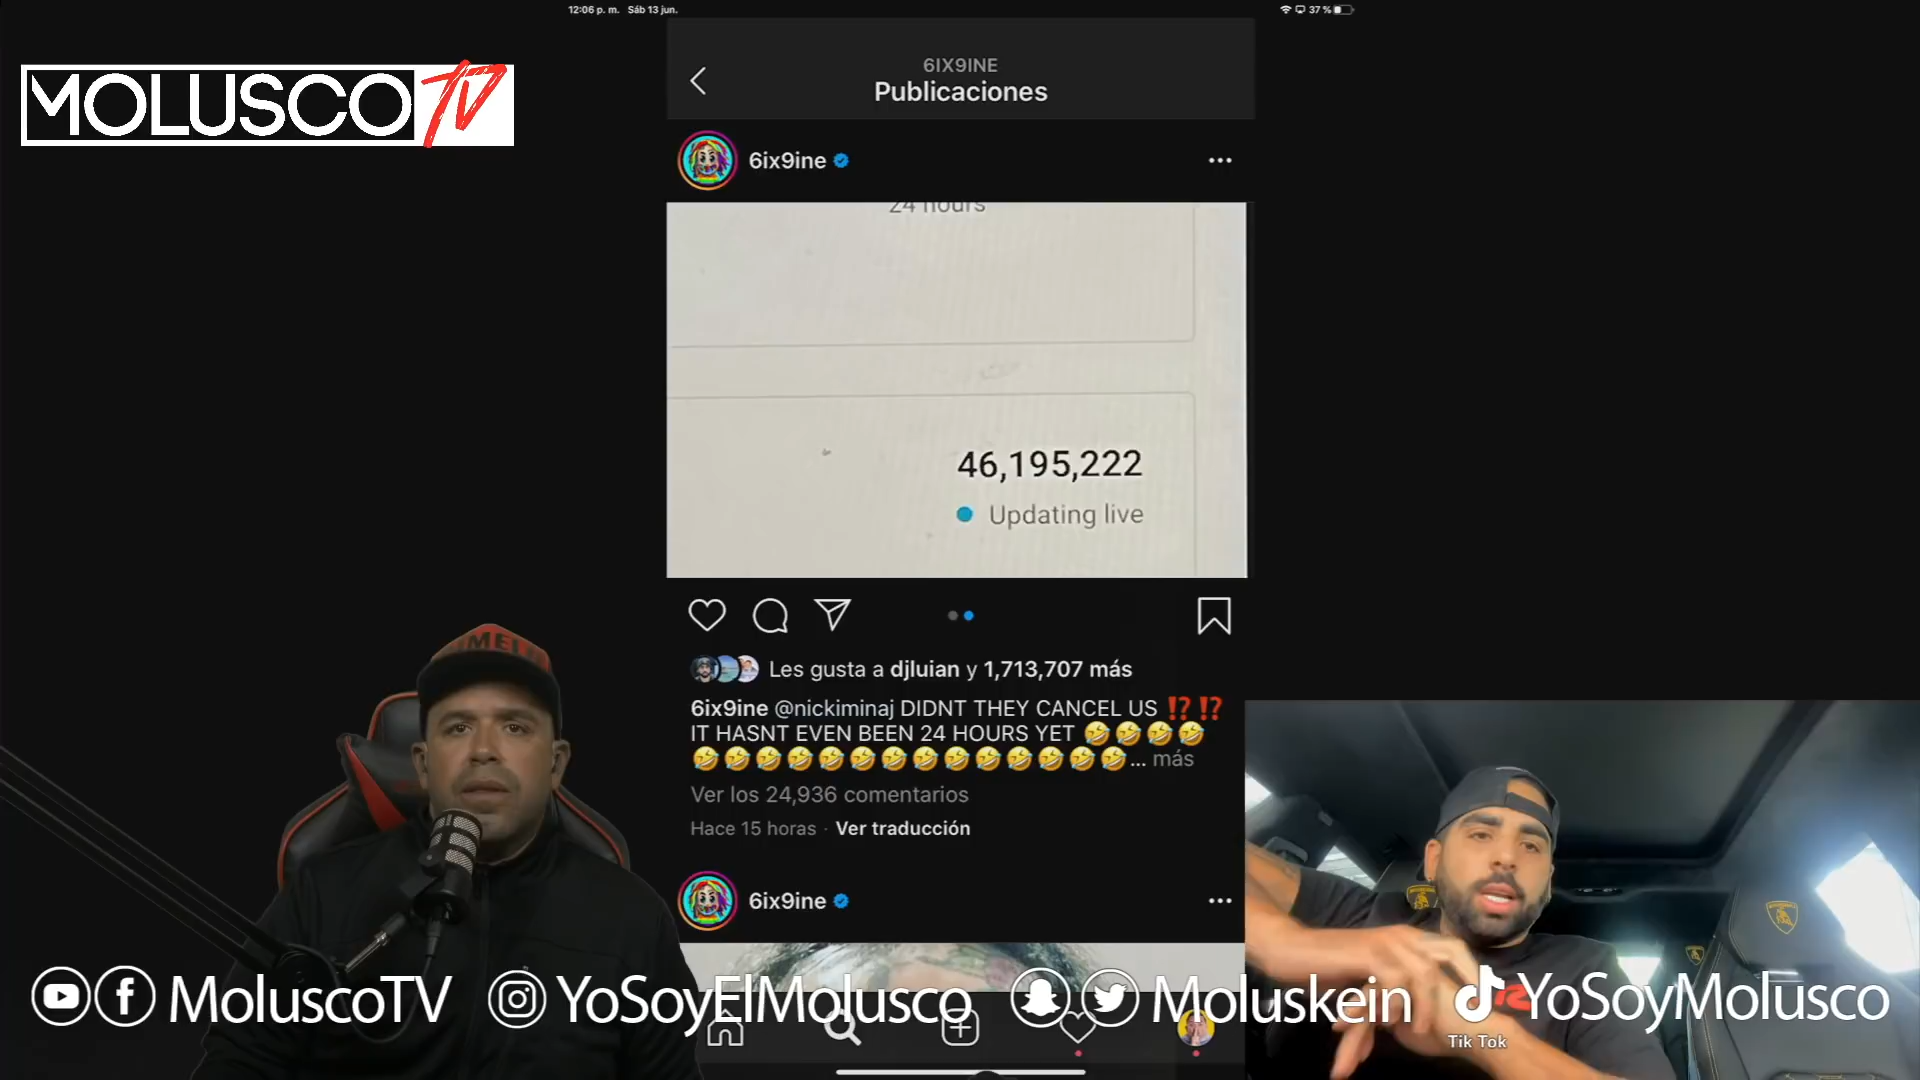 12:06 p. m. Sáb 13 jun.
37 %
MOLUSCO TV
6IX9INE
Publicaciones
6ix9ine
24 hours
46,195,222
Updating live
Les gusta a djluian y 1,713,707 más
6ix9ine @nickiminaj DIDNT THEY CANCEL US ⁉️⁉️
IT HASNT EVEN BEEN 24 HOURS YET 🤣🤣🤣🤣
🤣🤣🤣🤣🤣🤣🤣🤣🤣🤣🤣🤣🤣🤣... más
Ver los 24,936 comentarios
Hace 15 horas · Ver traducción
6ix9ine
MoluscoTV YoSoyElMolusco Moluskein YoSoyMolusco
Tik Tok